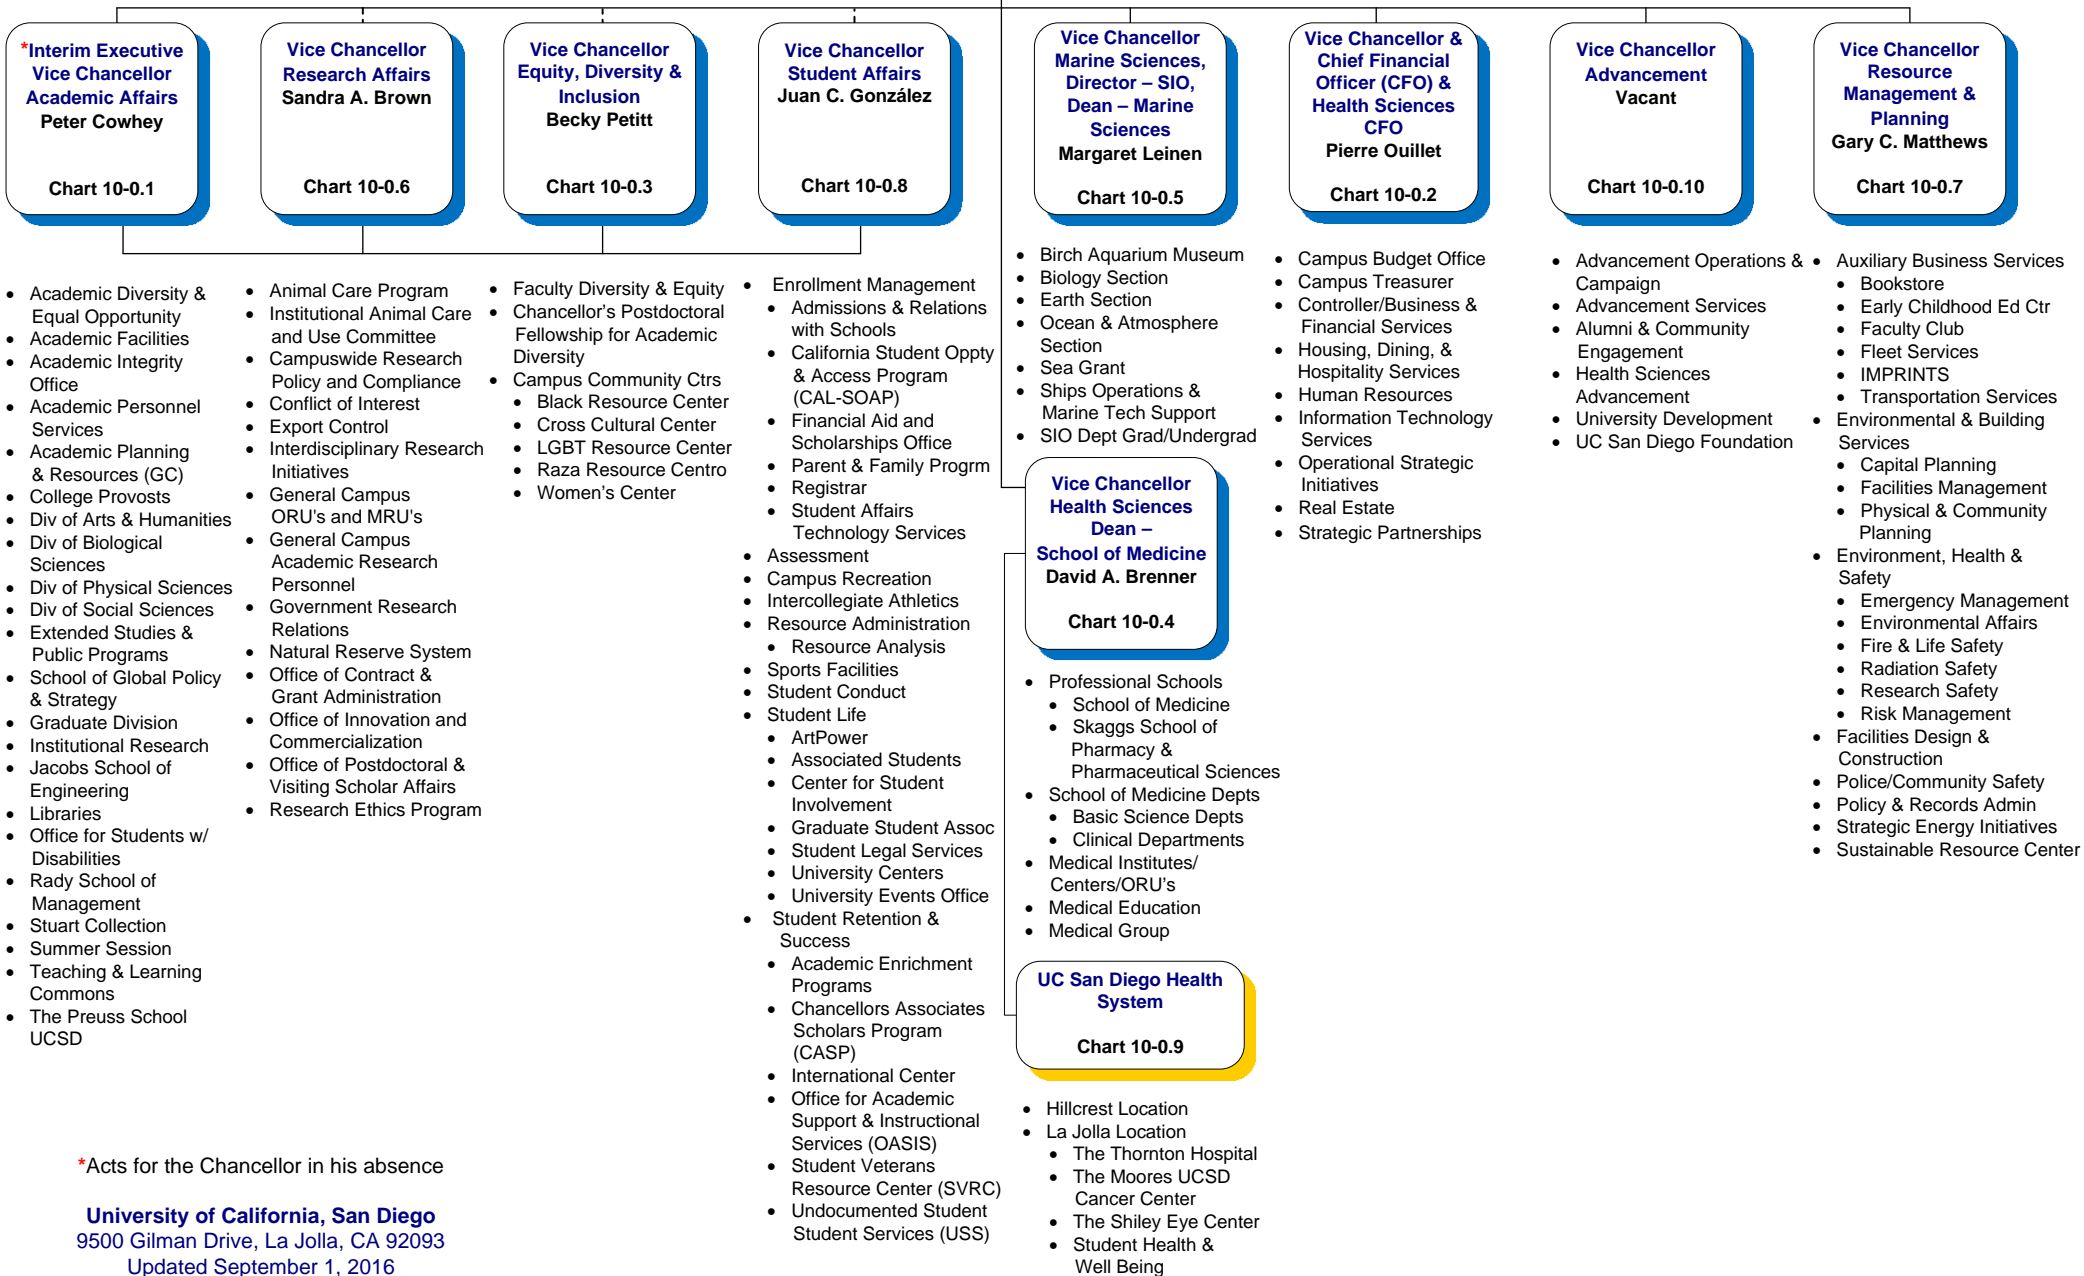 *Interim Executive
Vice Chancellor
Academic Affairs
Peter Cowhey
Chart 10-0.1
Vice Chancellor
Research Affairs
Sandra A. Brown
Chart 10-0.6
Vice Chancellor
Equity, Diversity &
Inclusion
Becky Petitt
Chart 10-0.3
Vice Chancellor
Student Affairs
Juan C. González
Chart 10-0.8
Vice Chancellor
Marine Sciences,
Director – SIO,
Dean – Marine
Sciences
Margaret Leinen
Chart 10-0.5
Vice Chancellor &
Chief Financial
Officer (CFO) &
Health Sciences
CFO
Pierre Ouillet
Chart 10-0.2
Vice Chancellor
Advancement
Vacant
Chart 10-0.10
Vice Chancellor
Resource
Management &
Planning
Gary C. Matthews
Chart 10-0.7
• Academic Diversity &
Equal Opportunity
• Academic Facilities
• Academic Integrity
Office
• Academic Personnel
Services
• Academic Planning
& Resources (GC)
• College Provosts
• Div of Arts & Humanities
• Div of Biological
Sciences
• Div of Physical Sciences
• Div of Social Sciences
• Extended Studies &
Public Programs
• School of Global Policy
& Strategy
• Graduate Division
• Institutional Research
• Jacobs School of
Engineering
• Libraries
• Office for Students w/
Disabilities
• Rady School of
Management
• Stuart Collection
• Summer Session
• Teaching & Learning
Commons
• The Preuss School
UCSD
• Animal Care Program
• Institutional Animal Care
and Use Committee
• Campuswide Research
Policy and Compliance
• Conflict of Interest
• Export Control
• Interdisciplinary Research
Initiatives
• General Campus
ORU's and MRU's
• General Campus
Academic Research
Personnel
• Government Research
Relations
• Natural Reserve System
• Office of Contract &
Grant Administration
• Office of Innovation and
Commercialization
• Office of Postdoctoral &
Visiting Scholar Affairs
• Research Ethics Program
• Faculty Diversity & Equity
• Chancellor's Postdoctoral
Fellowship for Academic
Diversity
• Campus Community Ctrs
• Black Resource Center
• Cross Cultural Center
• LGBT Resource Center
• Raza Resource Centro
• Women's Center
• Enrollment Management
• Admissions & Relations
with Schools
• California Student Oppty
& Access Program
(CAL-SOAP)
• Financial Aid and
Scholarships Office
• Parent & Family Progrm
• Registrar
• Student Affairs
Technology Services
• Assessment
• Campus Recreation
• Intercollegiate Athletics
• Resource Administration
• Resource Analysis
• Sports Facilities
• Student Conduct
• Student Life
• ArtPower
• Associated Students
• Center for Student
Involvement
• Graduate Student Assoc
• Student Legal Services
• University Centers
• University Events Office
• Student Retention &
Success
• Academic Enrichment
Programs
• Chancellors Associates
Scholars Program
(CASP)
• International Center
• Office for Academic
Support & Instructional
Services (OASIS)
• Student Veterans
Resource Center (SVRC)
• Undocumented Student
Student Services (USS)
• Birch Aquarium Museum
• Biology Section
• Earth Section
• Ocean & Atmosphere
Section
• Sea Grant
• Ships Operations &
Marine Tech Support
• SIO Dept Grad/Undergrad
Vice Chancellor
Health Sciences
Dean –
School of Medicine
David A. Brenner
Chart 10-0.4
• Professional Schools
• School of Medicine
• Skaggs School of
Pharmacy &
Pharmaceutical Sciences
• School of Medicine Depts
• Basic Science Depts
• Clinical Departments
• Medical Institutes/
Centers/ORU's
• Medical Education
• Medical Group
UC San Diego Health
System
Chart 10-0.9
• Hillcrest Location
• La Jolla Location
• The Thornton Hospital
• The Moores UCSD
Cancer Center
• The Shiley Eye Center
• Student Health &
Well Being
• Campus Budget Office
• Campus Treasurer
• Controller/Business &
Financial Services
• Housing, Dining, &
Hospitality Services
• Human Resources
• Information Technology
Services
• Operational Strategic
Initiatives
• Real Estate
• Strategic Partnerships
• Advancement Operations &
Campaign
• Advancement Services
• Alumni & Community
Engagement
• Health Sciences
Advancement
• University Development
• UC San Diego Foundation
• Auxiliary Business Services
• Bookstore
• Early Childhood Ed Ctr
• Faculty Club
• Fleet Services
• IMPRINTS
• Transportation Services
• Environmental & Building
Services
• Capital Planning
• Facilities Management
• Physical & Community
Planning
• Environment, Health &
Safety
• Emergency Management
• Environmental Affairs
• Fire & Life Safety
• Radiation Safety
• Research Safety
• Risk Management
• Facilities Design &
Construction
• Police/Community Safety
• Policy & Records Admin
• Strategic Energy Initiatives
• Sustainable Resource Center
*Acts for the Chancellor in his absence
University of California, San Diego
9500 Gilman Drive, La Jolla, CA 92093
Updated September 1, 2016